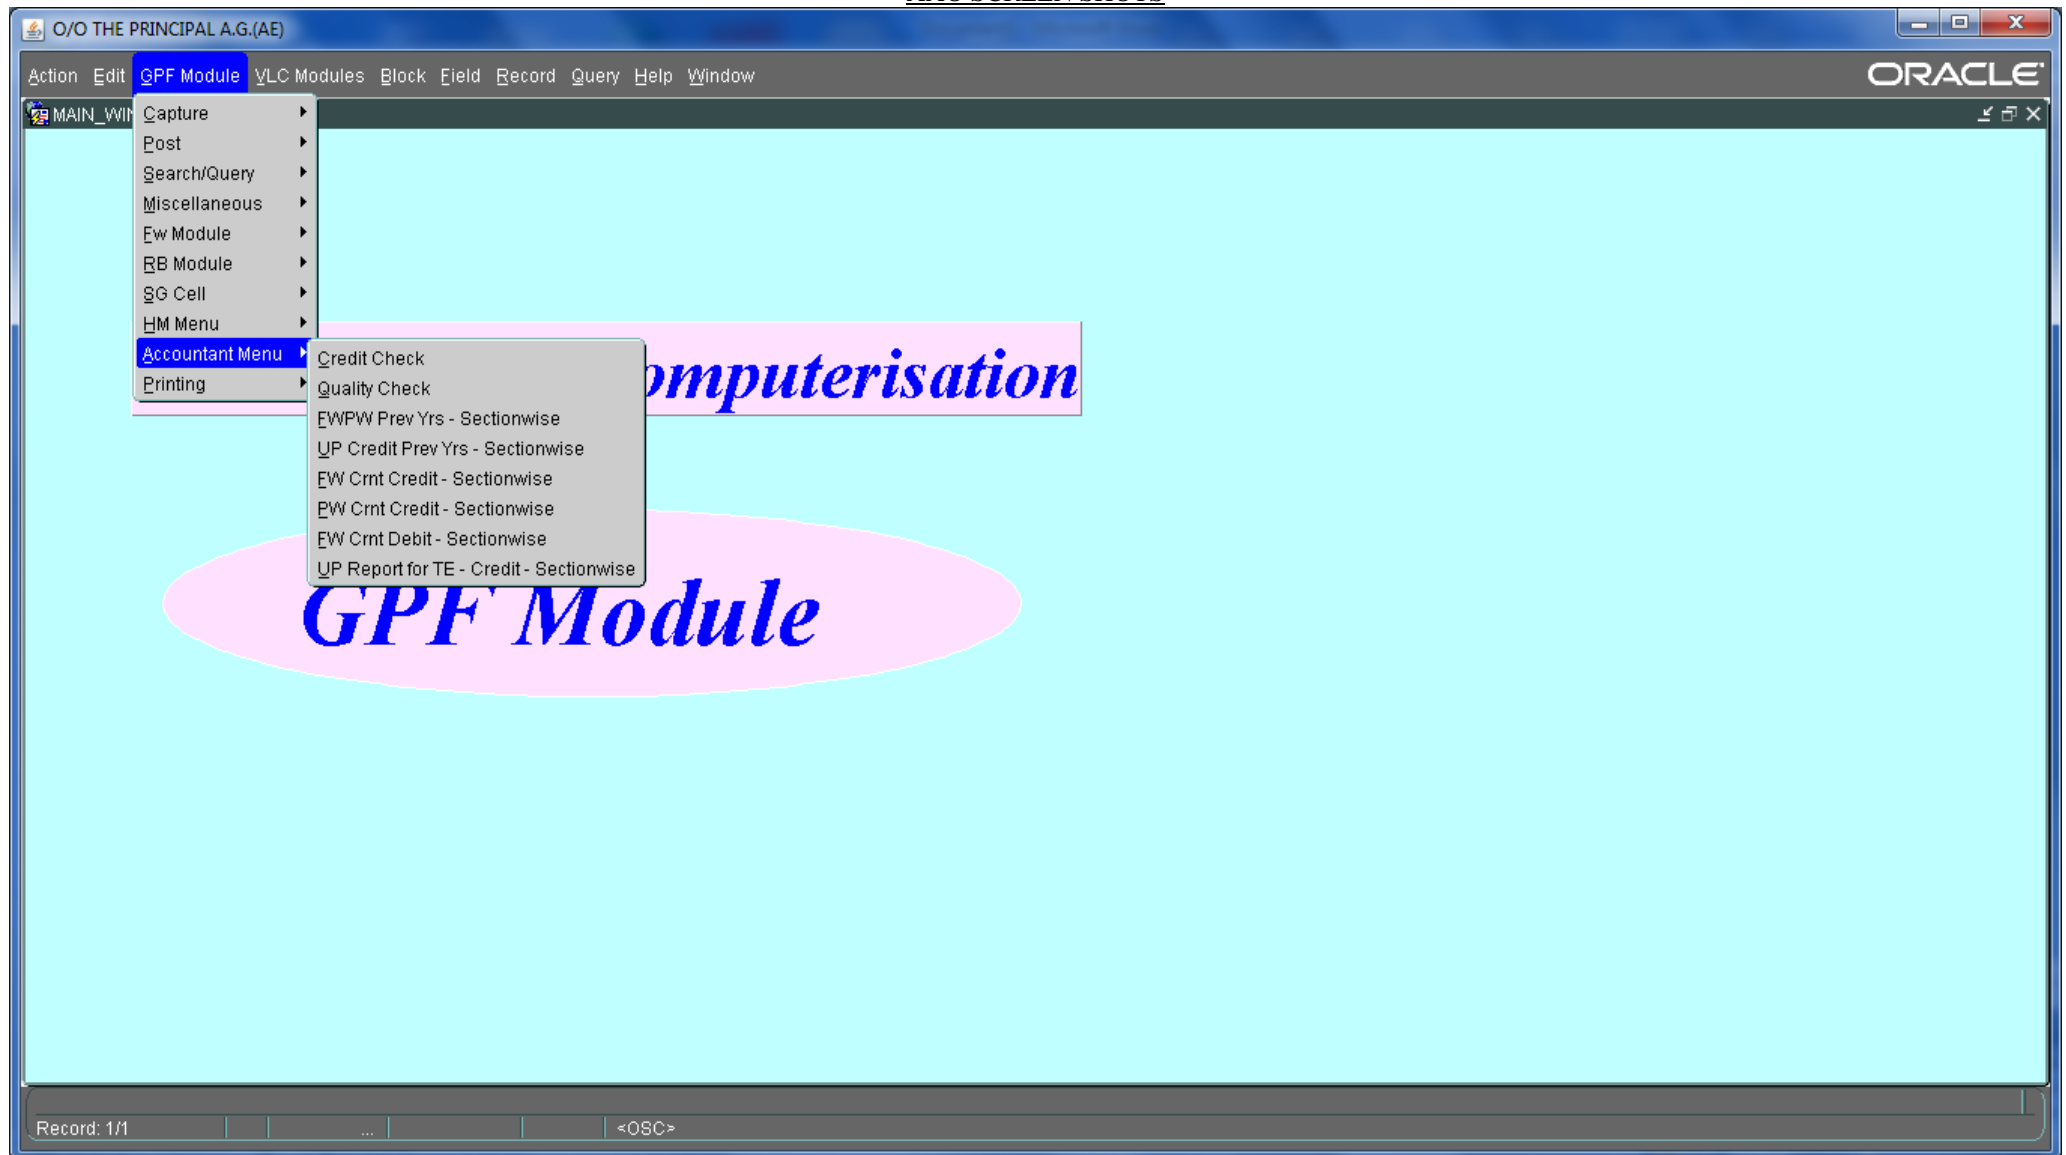 O/O THE PRINCIPAL A.G.(AE)
Action Edit GPF Module VLC Modules Block Field Record Query Help Window
ORACLE
MAIN_WIN
Capture
Post
Search/Query
Miscellaneous
Fw Module
RB Module
SG Cell
HM Menu
Accountant Menu
Printing
Credit Check
Quality Check
FWPW Prev Yrs - Sectionwise
UP Credit Prev Yrs - Sectionwise
FW Crnt Credit - Sectionwise
PW Crnt Credit - Sectionwise
FW Crnt Debit - Sectionwise
UP Report for TE - Credit - Sectionwise
omputerisation
GPF Module
Record: 1/1 ... <OSC>